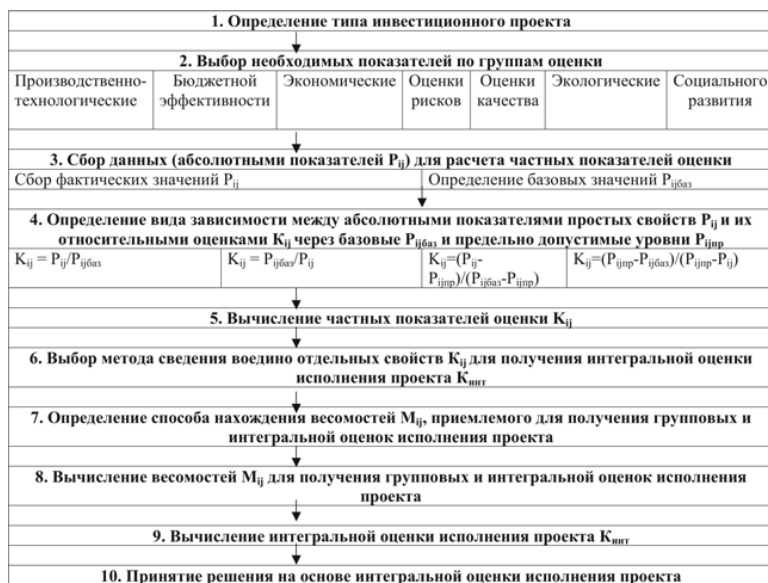 1. Определение типа инвестиционного проекта
2. Выбор необходимых показателей по группам оценки
Производственно-
технологические
Бюджетной
эффективности
Экономические
Оценки
рисков
Оценки
качества
Экологические
Социального
развития
3. Сбор данных (абсолютными показателей Pij) для расчета частных показателей оценки
Сбор фактических значений Pij
Определение базовых значений Pijбаз
4. Определение вида зависимости между абсолютными показателями простых свойств Pij и их
относительными оценками Kij через базовые Pijбаз и предельно допустимые уровни Pijпр
Kij = Pij/Pijбаз
Kij = Pijбаз/Pij
Kij=(Pij-
Pijпр)/(Pijбаз-Pijпр)
Kij=(Pijпр-Pijбаз)/(Pijпр-Pij)
5. Вычисление частных показателей оценки Kij
6. Выбор метода сведения воедино отдельных свойств Kij для получения интегральной оценки
исполнения проекта Kинт
7. Определение способа нахождения весомостей Mij, приемлемого для получения групповых и
интегральной оценок исполнения проекта
8. Вычисление весомостей Mij для получения групповых и интегральной оценок исполнения
проекта
9. Вычисление интегральной оценки исполнения проекта Kинт
10. Принятие решения на основе интегральной оценки исполнения проекта